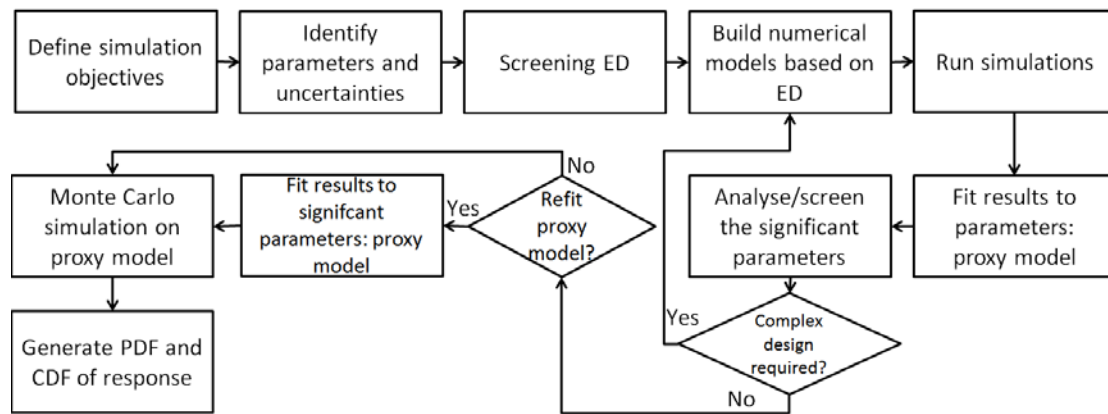 Define simulation
objectives
Identify
parameters and
uncertainties
Screening ED
Build numerical
models based on
ED
Run simulations
Fit results to
parameters:
proxy model
Analyse/screen
the significant
parameters
Complex
design
required?
Yes
No
Refit
proxy
model?
Yes
No
Fit results to
signifcant
parameters: proxy
model
Monte Carlo
simulation on
proxy model
Generate PDF and
CDF of response